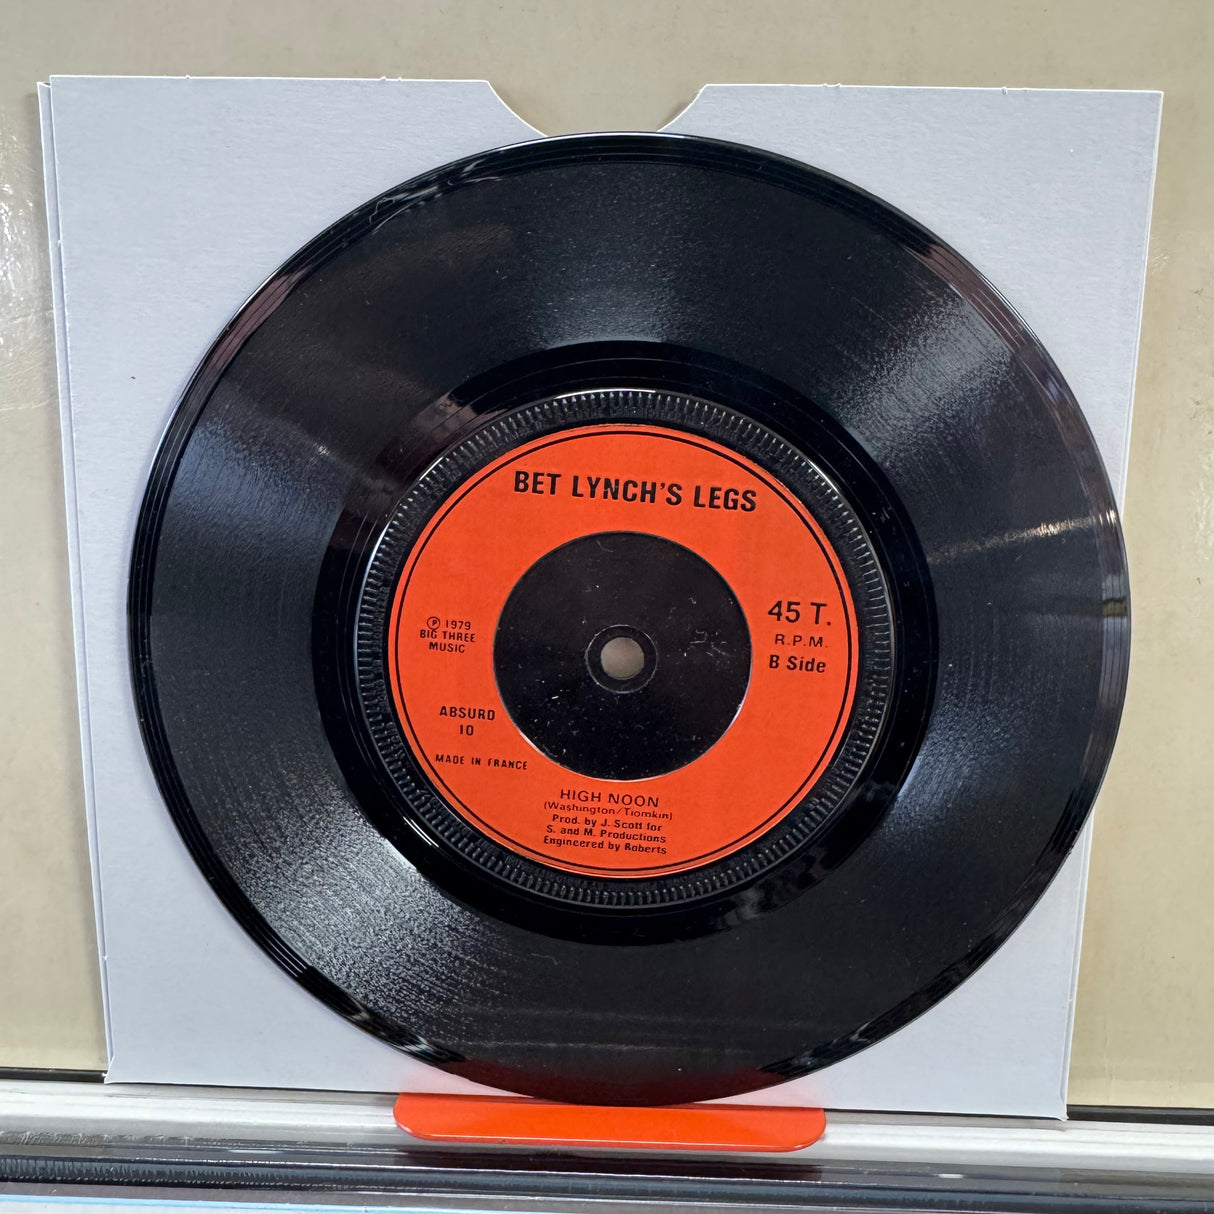 BET LYNCH'S LEGS
45 T.
R.P.M.
B Side
Ⓟ 1979
BIG THREE
MUSIC
ABSURD
10
MADE IN FRANCE
HIGH NOON
(Washington/Tiomkin)
Prod. by J. Scott for
S. and M. Productions
Engineered by Roberts